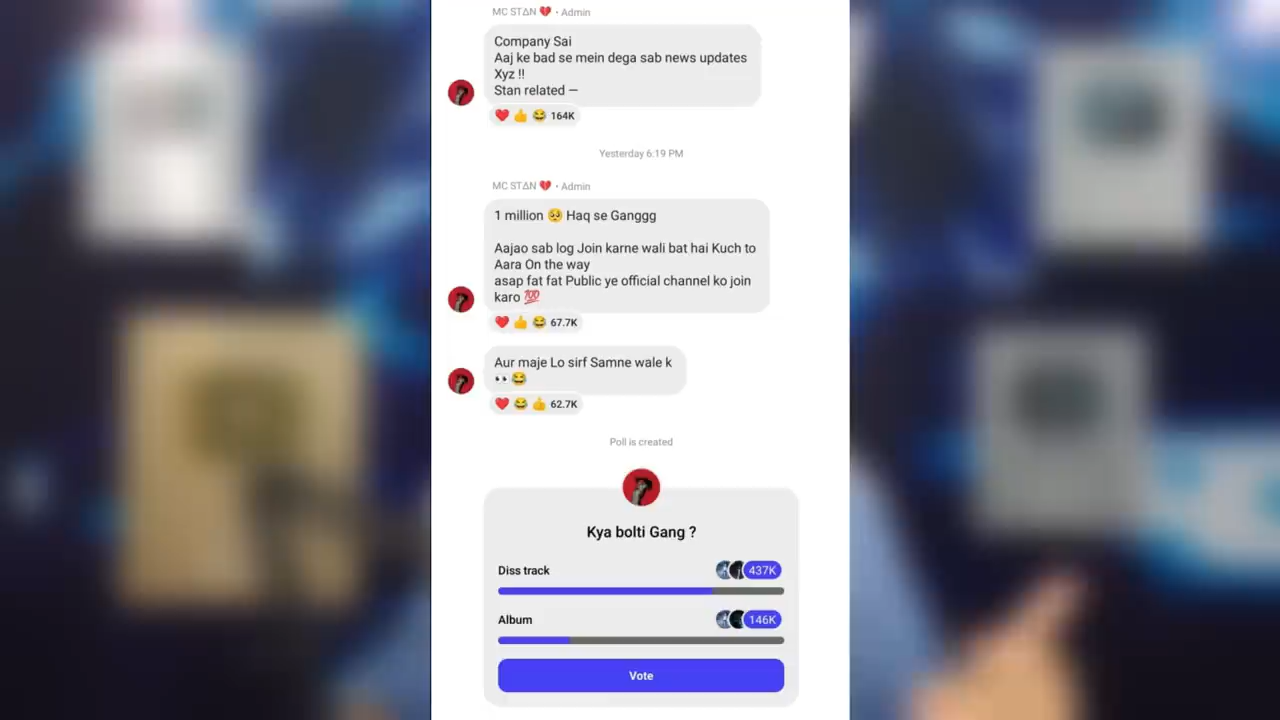 MC STΔN 💔 • Admin
Company Sai
Aaj ke bad se mein dega sab news updates
Xyz !!
Stan related —
❤️ 👍 😂 164K
Yesterday 6:19 PM
MC STΔN 💔 • Admin
1 million 🥺 Haq se Ganggg
Aajao sab log Join karne wali bat hai Kuch to
Aara On the way
asap fat fat Public ye official channel ko join
karo 💯
❤️ 👍 😂 67.7K
Aur maje Lo sirf Samne wale k
👀😂
❤️ 😂 👍 62.7K
Poll is created
Kya bolti Gang ?
Diss track 437K
Album 146K
Vote